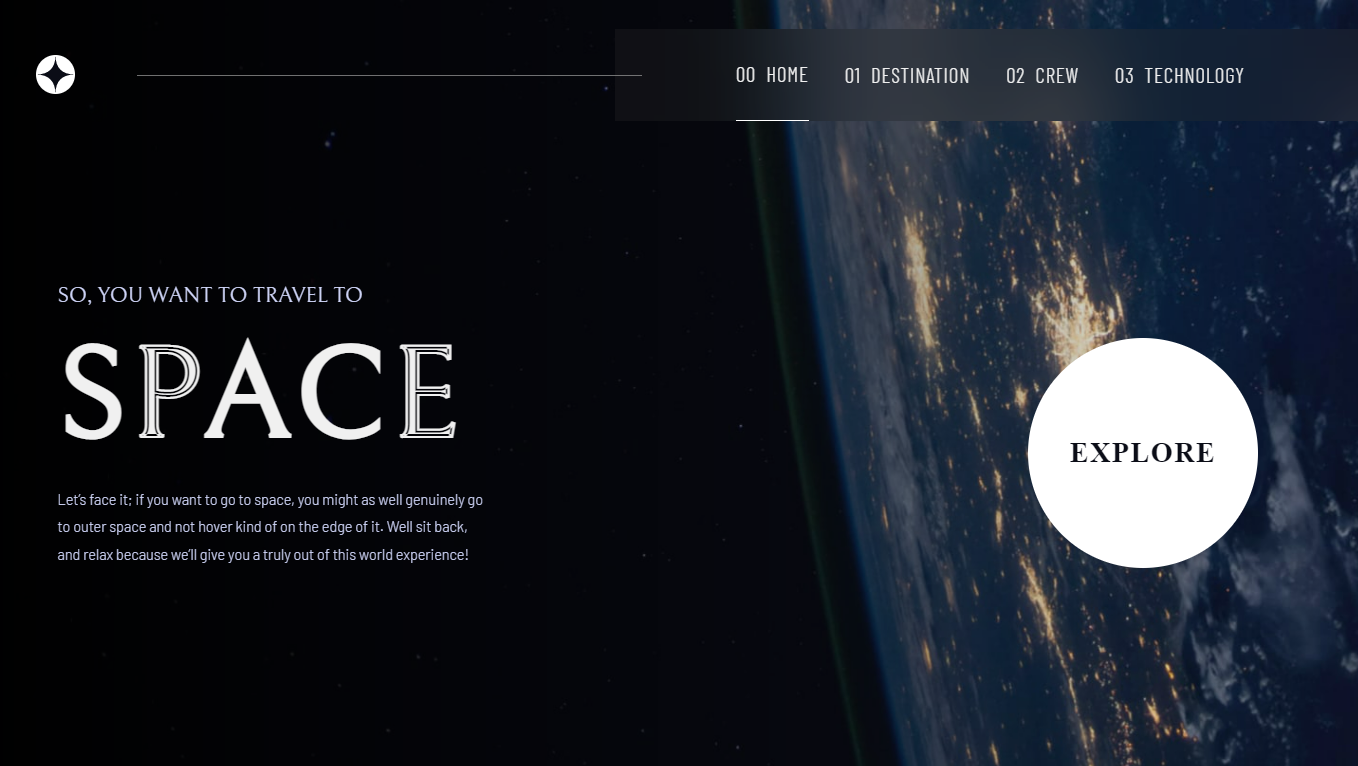 00 HOME 01 DESTINATION 02 CREW 03 TECHNOLOGY
SO, YOU WANT TO TRAVEL TO
SPACE
Let’s face it; if you want to go to space, you might as well genuinely go
to outer space and not hover kind of on the edge of it. Well sit back,
and relax because we’ll give you a truly out of this world experience!
EXPLORE